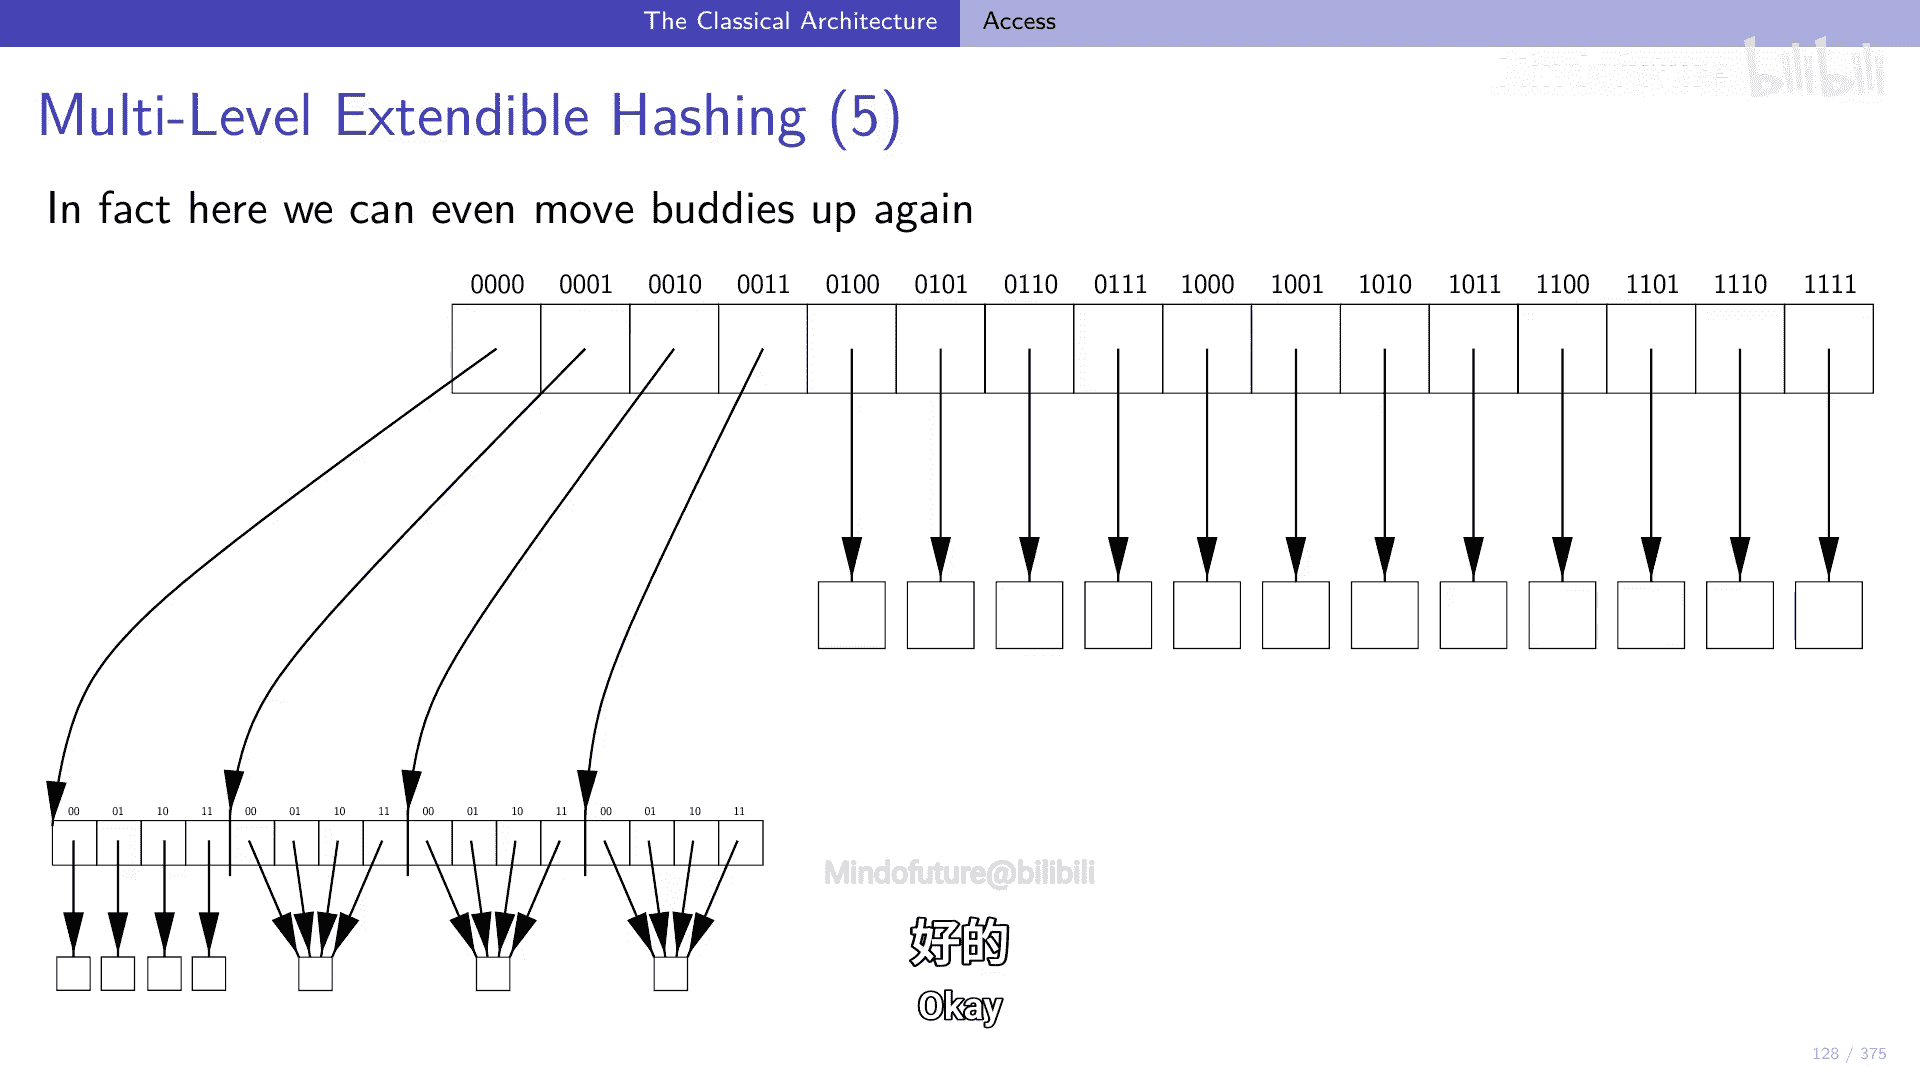 The Classical Architecture Access
bilibili
Multi-Level Extendible Hashing (5)
In fact here we can even move buddies up again
0000 0001 0010 0011 0100 0101 0110 0111 1000 1001 1010 1011 1100 1101 1110 1111
00 01 10 11 00 01 10 11 00 01 10 11 00 01 10 11
Mindofuture@bilibili
好的
Okay
128 / 375